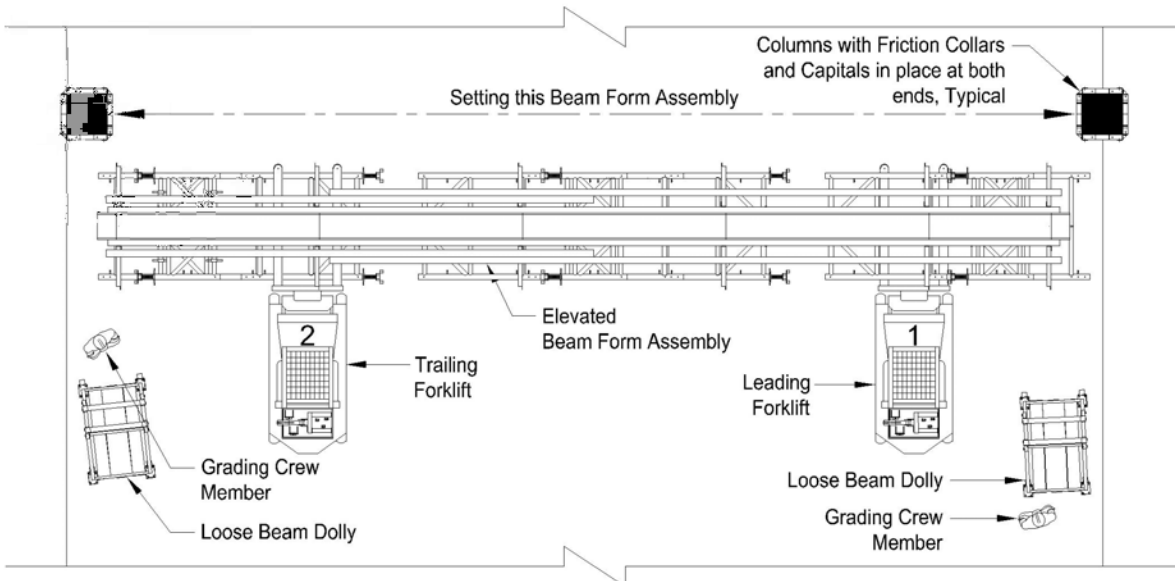 Columns with Friction Collars
and Capitals in place at both
ends, Typical
Setting this Beam Form Assembly
2
1
Elevated
Beam Form Assembly
Trailing
Forklift
Leading
Forklift
Grading Crew
Member
Loose Beam Dolly
Loose Beam Dolly
Grading Crew
Member